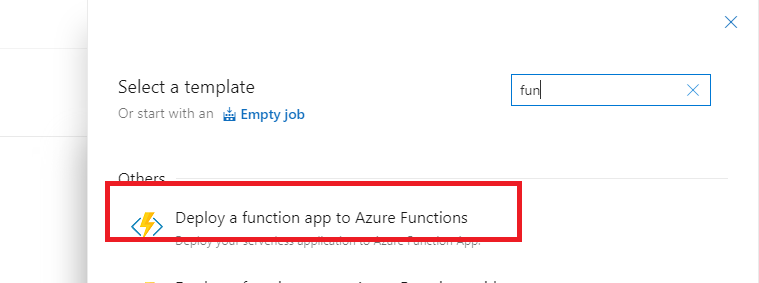 Select a template
fun
Or start with an Empty job
Others
Deploy a function app to Azure Functions
Deploy your serverless application to Azure Function App.